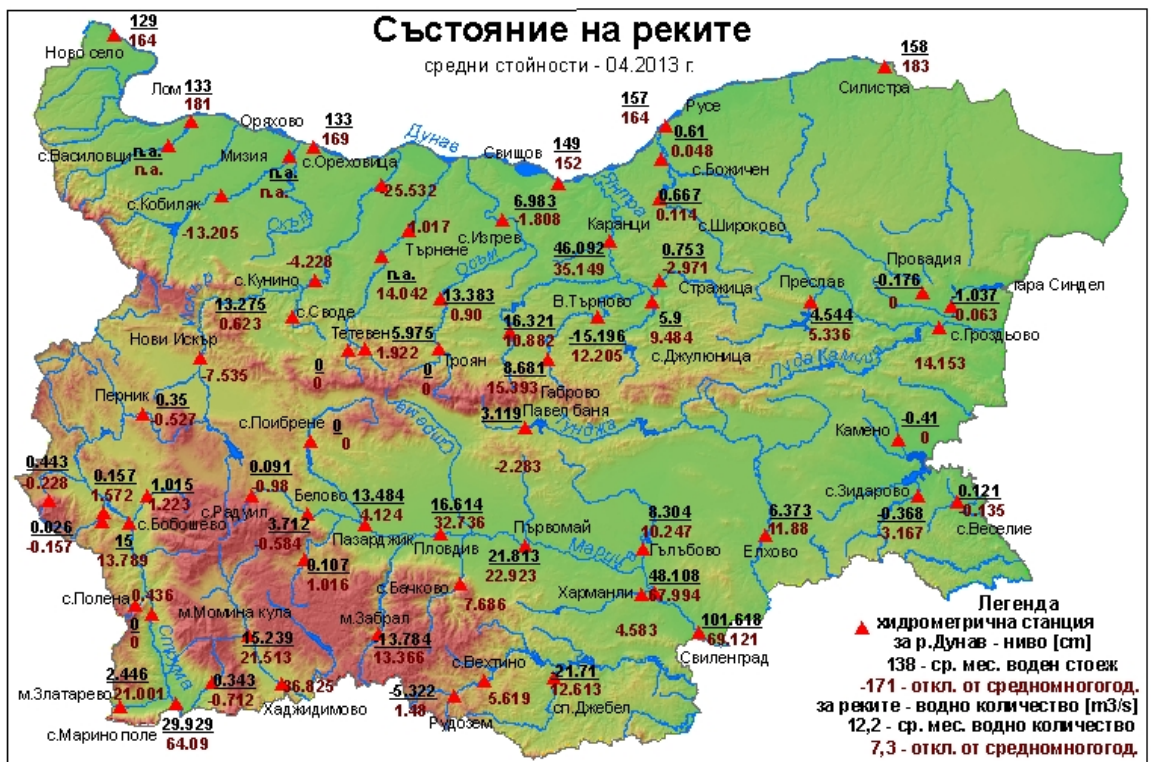 Състояние на реките
средни стойности - 04.2013 г.
129
164
Ново село
158
183
Силистра
Лом 133
181
Оряхово
133
169
Дунав
Свищов
149
152
157
164
Русе
0.61
0.048
с.Божичен
с.Василовци
n.a.
n.a.
Мизия
n.a.
n.a.
с.Ореховица
-25.532
с.Кобиляк
-13.205
Скът
1.017
Търнене
6.983
-1.808
с.Изгрев
Осъм
Янтра
0.667
0.114
с.Широково
Каранци
46.092
35.149
0.753
-2.971
Стражица
-4.228
с.Кунино
n.a.
14.042
Преслав
4.544
5.336
Провадия
-0.176
0
-1.037
-0.063
гара Синдел
с.Гроздьово
14.153
13.275
0.623
с.Своде
13.383
0.90
В.Търново
-15.196
12.205
5.9
9.484
с.Джулюница
Нови Искър
-7.535
Тетевен
5.975
1.922
0
0
Троян
0
0
16.321
10.882
8.681
15.393
Габрово
Луда Камчия
Перник
0.35
-0.527
с.Поибрене
0
0
Стряма
3.119
Павел баня
Тунджа
-2.283
Камено
-0.41
0
0.443
-0.228
0.157
1.572
1.015
1.223
0.091
-0.98
с.Радуил
Белово
13.484
4.124
Пазарджик
16.614
32.736
Пловдив
Първомай
21.813
22.923
Марица
8.304
10.247
Гълъбово
6.373
11.88
Елхово
с.Зидарово
-0.368
-3.167
0.121
-0.135
с.Веселие
0.026
-0.157
с.Бобошево
15
13.789
3.712
-0.584
0.107
1.016
с.Бачково
7.686
Харманли
48.108
67.994
4.583
с.Полена
0.436
0
0
Струма
м.Момина кула
15.239
21.513
м.Забрал
13.784
13.366
101.618
69.121
Свиленград
2.446
м.Златарево
21.001
0.343
-0.712
36.825
Хаджидимово
-5.322
1.48
Рудозем
с.Вехтино
5.619
-21.71
12.613
сп.Джебел
с.Марино поле
29.929
64.09
Легенда
хидрометрична станция
за р.Дунав - ниво [cm]
138 - ср. мес. воден стоеж
-171 - откл. от средномногогод.
за реките - водно количество [m3/s]
12,2 - ср. мес. водно количество
7,3 - откл. от средномногогод.